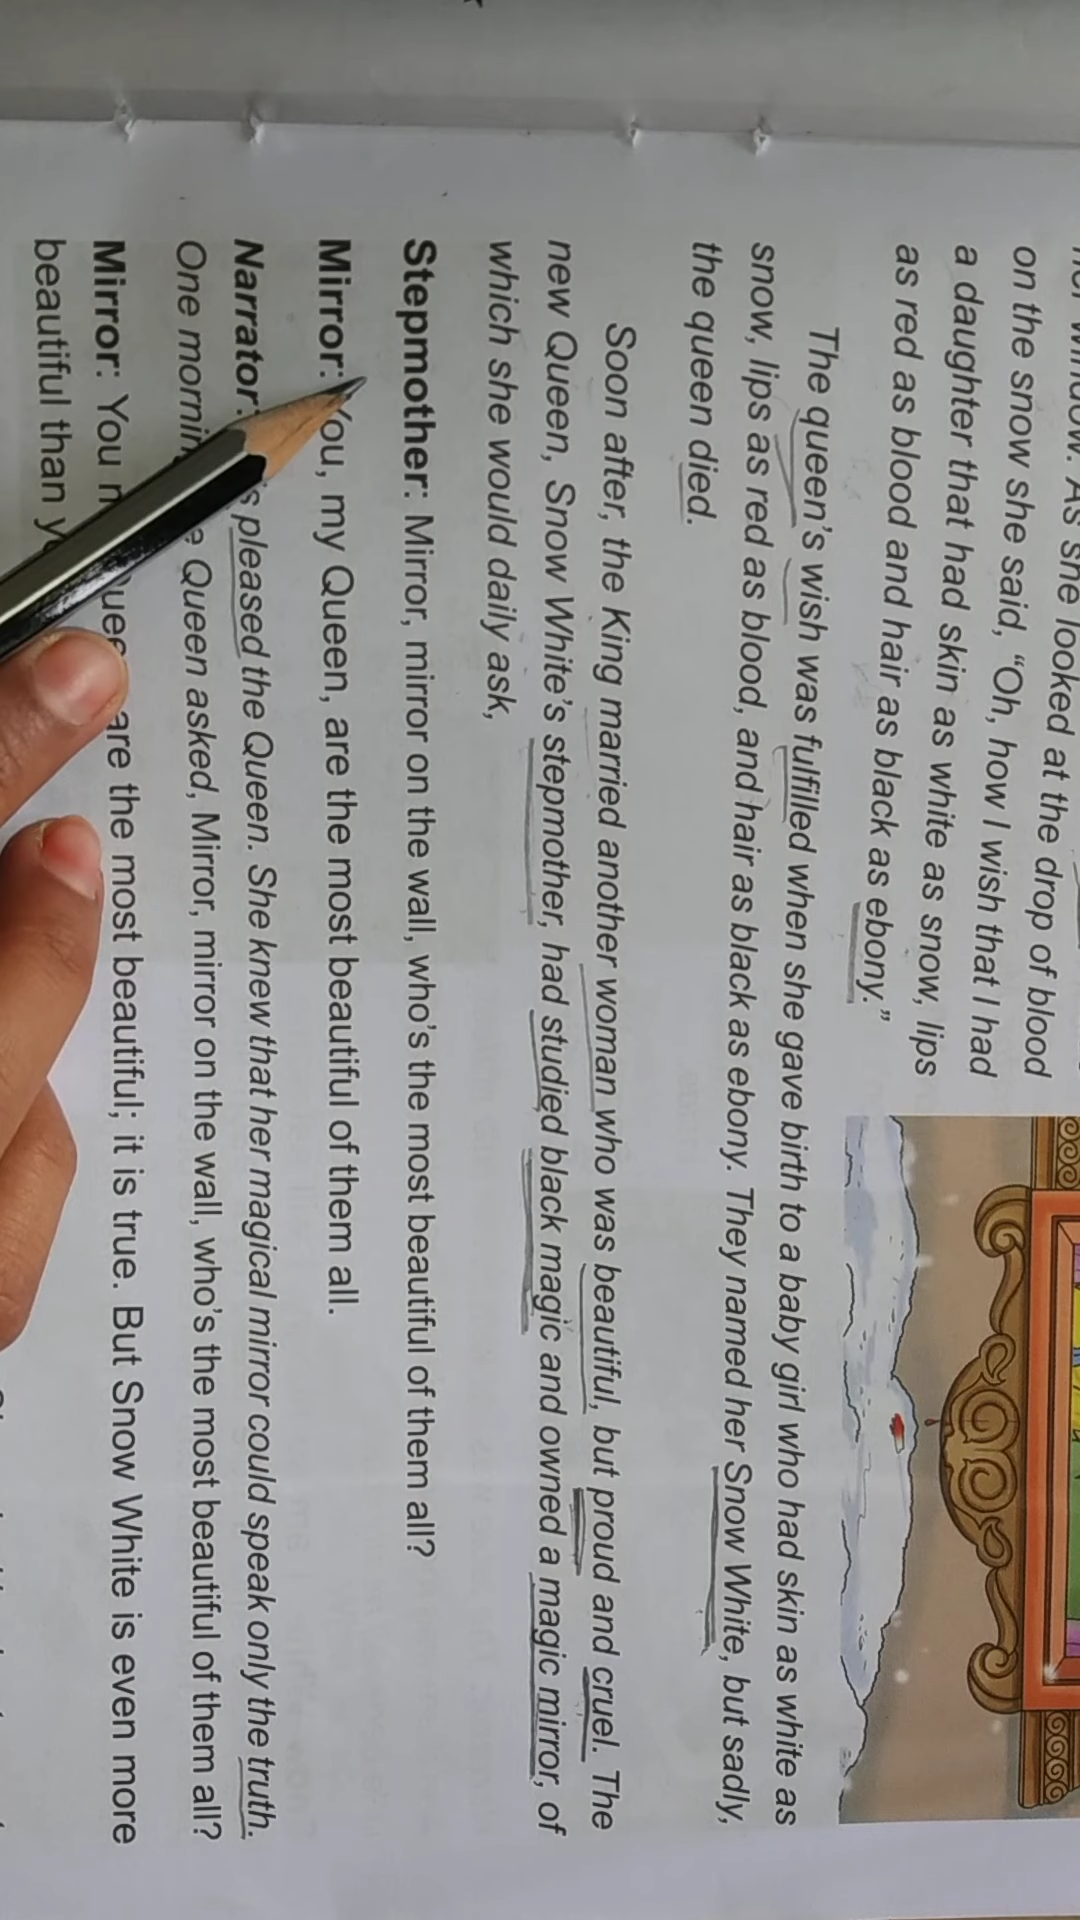 looked at the drop of blood
on the snow she said, “Oh, how I wish that I had
a daughter that had skin as white as snow, lips
as red as blood and hair as black as ebony.”
The queen's wish was fulfilled when she gave birth to a baby girl who had skin as white as
snow, lips as red as blood, and hair as black as ebony. They named her Snow White, but sadly,
the queen died.
Soon after, the King married another woman who was beautiful, but proud and cruel. The
new Queen, Snow White's stepmother, had studied black magic and owned a magic mirror, of
which she would daily ask,
Stepmother: Mirror, mirror on the wall, who's the most beautiful of them all?
Mirror: You, my Queen, are the most beautiful of them all.
Narrator: pleased the Queen. She knew that her magical mirror could speak only the truth.
One Queen asked, Mirror, mirror on the wall, who's the most beautiful of them all?
Mirror: You are the most beautiful; it is true. But Snow White is even more
beautiful than